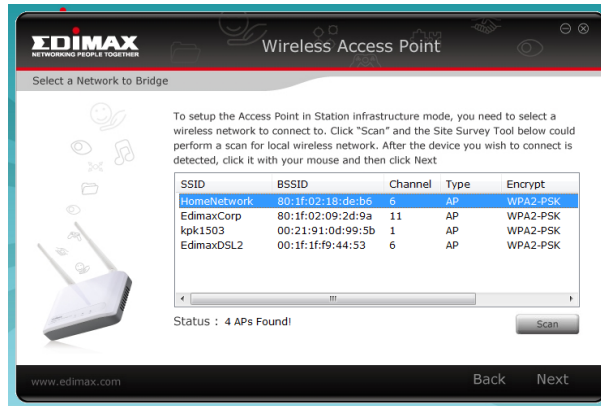 EDIMAX
NETWORKING PEOPLE TOGETHER
Wireless Access Point
Select a Network to Bridge
To setup the Access Point in Station infrastructure mode, you need to select a
wireless network to connect to. Click "Scan" and the Site Survey Tool below could
perform a scan for local wireless network. After the device you wish to connect is
detected, click it with your mouse and then click Next
SSID BSSID Channel Type Encrypt
HomeNetwork 80:1f:02:18:de:b6 6 AP WPA2-PSK
EdimaxCorp 80:1f:02:09:2d:9a 11 AP WPA2-PSK
kpk1503 00:21:91:0d:99:5b 1 AP WPA2-PSK
EdimaxDSL2 00:1f:1f:f9:44:53 6 AP WPA2-PSK
Status : 4 APs Found!
Scan
www.edimax.com
Back Next